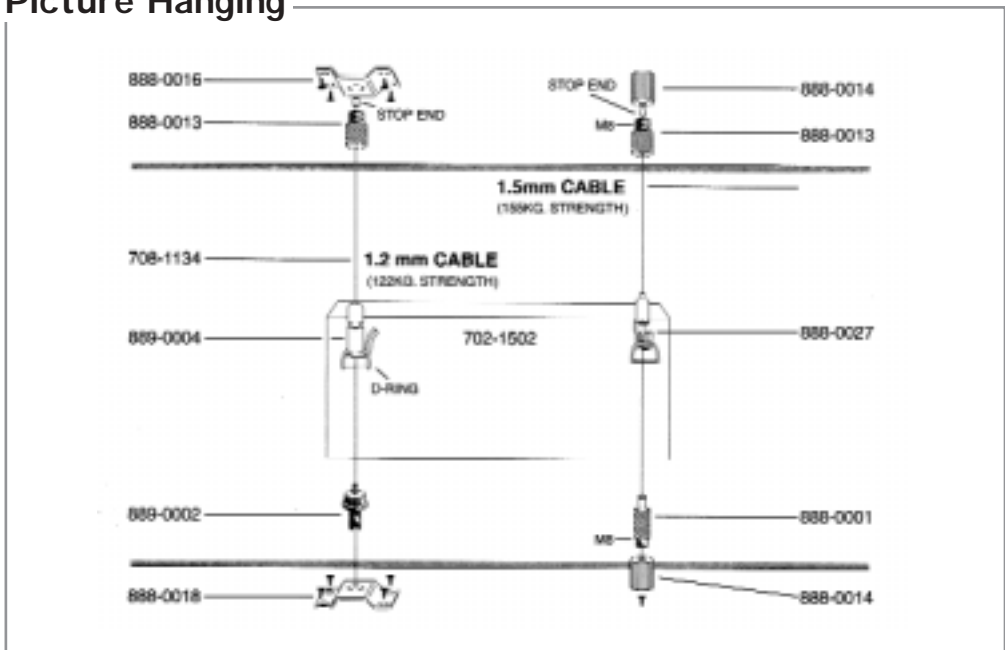 Picture Hanging
888-0016
STOP END
888-0013
STOP END
888-0014
M8
888-0013
1.5mm CABLE
(155KG. STRENGTH)
708-1134
1.2 mm CABLE
(122KG. STRENGTH)
889-0004
702-1502
888-0027
D-RING
889-0002
888-0001
M8
888-0018
888-0014